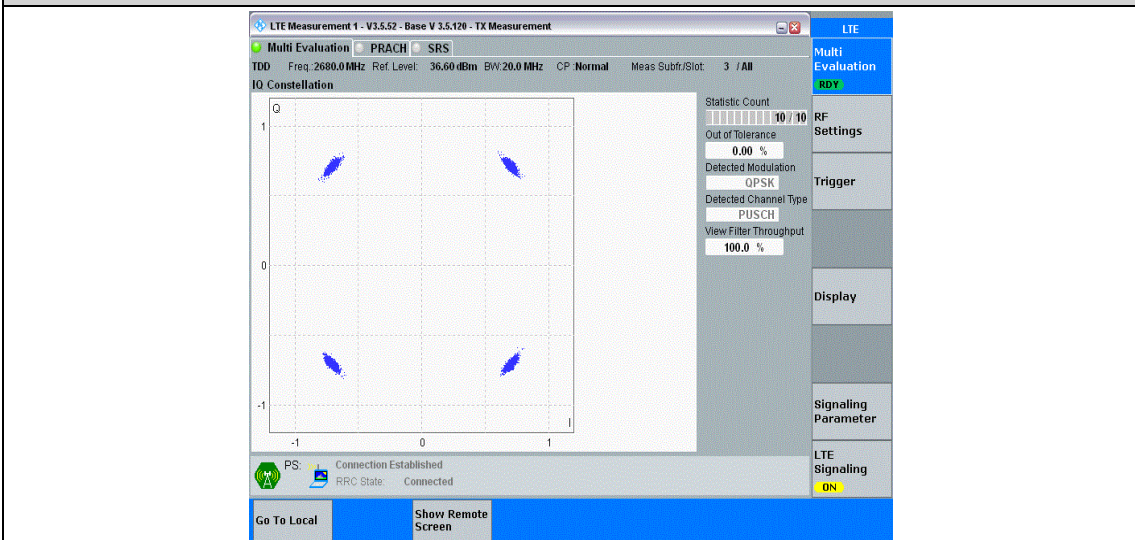 LTE Measurement 1 - V3.5.52 - Base V 3.5.120 - TX Measurement
LTE
Multi Evaluation PRACH SRS
Multi
Evaluation
RDY
TDD Freq.:2680.0 MHz Ref. Level: 36.60 dBm BW:20.0 MHz CP :Normal Meas Subfr./Slot: 3 / All
IQ Constellation
Q
1
0
-1
I
-1 0 1
Statistic Count
10 / 10
Out of Tolerance
0.00 %
Detected Modulation
QPSK
Detected Channel Type
PUSCH
View Filter Throughput
100.0 %
RF
Settings
Trigger
Display
Signaling
Parameter
LTE
Signaling
ON
PS: Connection Established
RRC State: Connected
Go To Local
Show Remote
Screen